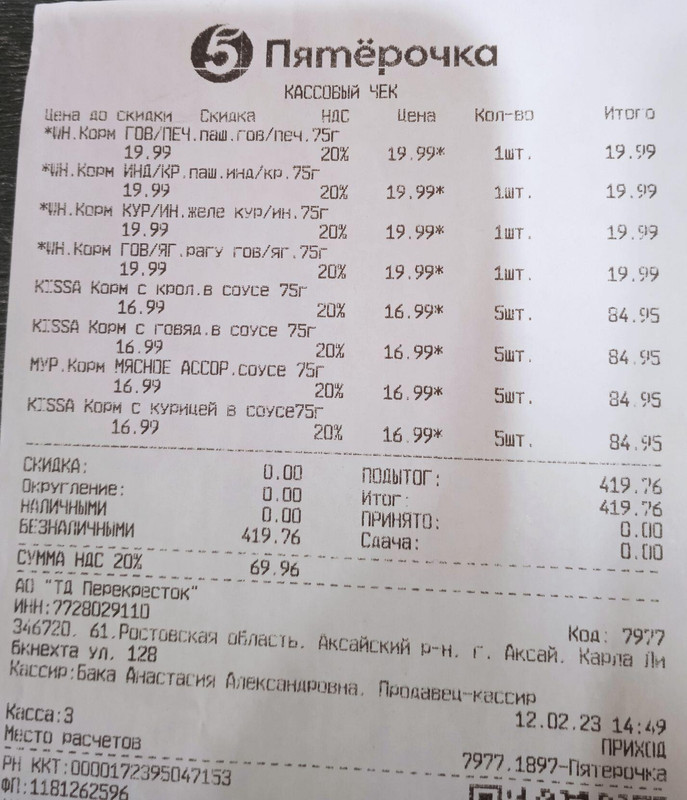 5 Пятёрочка
КАССОВЫЙ ЧЕК
Цена до скидки Скидка НДС Цена Кол-во Итого
*WH.Корм ГОВ/ПЕЧ.паш.гов/печ.75г
19.99 20% 19.99* 1шт. 19.99
*WH.Корм ИНД/КР.паш.инд/кр.75г
19.99 20% 19.99* 1шт. 19.99
*WH.Корм КУР/ИН.желе кур/ин.75г
19.99 20% 19.99* 1шт. 19.99
*WH.Корм ГОВ/ЯГ.рагу гов/яг.75г
19.99 20% 19.99* 1шт. 19.99
KISSA Корм с крол.в соусе 75г
16.99 20% 16.99* 5шт. 84.95
KISSA Корм с говяд.в соусе 75г
16.99 20% 16.99* 5шт. 84.95
МУР.Корм МЯСНОЕ АССОР.соусе 75г
16.99 20% 16.99* 5шт. 84.95
KISSA Корм с курицей в соусе75г
16.99 20% 16.99* 5шт. 84.95
СКИДКА: 0.00 ПОДЫТОГ: 419.76
Округление: 0.00 Итог: 419.76
НАЛИЧНЫМИ 0.00 ПРИНЯТО: 0.00
БЕЗНАЛИЧНЫМИ 419.76 Сдача: 0.00
СУММА НДС 20% 69.96
АО "ТД Перекресток"
ИНН:7728029110 Код: 7977
346720, 61,Ростовская область, Аксайский р-н, г. Аксай, Карла Ли
бкнехта ул, 128
Кассир:Бака Анастасия Александровна, Продавец-кассир
12.02.23 14:49
Касса:3 ПРИХОД
Место расчетов 7977.1897-Пятерочка
РН ККТ:0000172395047153
ФП:1181262596